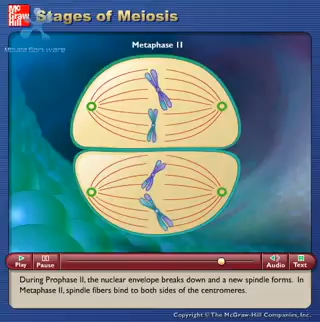 Mc
Graw
Hill
Stages of Meiosis
Mouse Software
Metaphase II
Play
Pause
Audio
Text
During Prophase II, the nuclear envelope breaks down and a new spindle forms. In
Metaphase II, spindle fibers bind to both sides of the centromeres.
Copyright © The McGraw-Hill Companies, Inc.